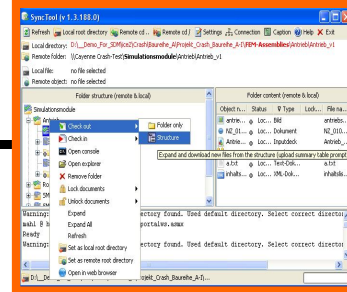 SyncTool (v 1.3.188.0)
Refresh Local root directory Remote cd .. Remote cd / Settings Connection Caption Help X Exit
Local directory: D:\__Demo_For_SDM\ceZ\Crash\Baureihe_A\Projekt_Crash_Baureihe_A-I\FEM-Assemblies\Antrieb\Antrieb_v1
Remote folder: \\Cayenne Crash-Test\Simulationsmodule\Antrieb\Antrieb_v1
Local file: no file selected
Remote object: no file selected
Folder structure (remote & local)
Folder content (remote & local)
Simulationsmodule
Object n... Status Type Lock... File na...
antrie... Loc... Bild antriebs...
NZ_01... Loc... Dokument NZ_010...
Antrie... Loc... Inputdeck Antrieb_...
a.txt Loc... Text-Dok... a.txt
inhalts... Loc... XML-Dok... inhaltis...
Check out
Check in
Open console
Open explorer
Remove folder
Lock documents
Unlock documents
Expand
Expand All
Refresh
Set as local root directory
Set as remote root directory
Open in web browser
Folder only
Structure
Expand and download new files from the structure (upload summary table prompt
Warning: ectory found. Used default directory. Select correct director
mahl @ h
Ready
Warning: ectory found. Used default directory. Select correct director